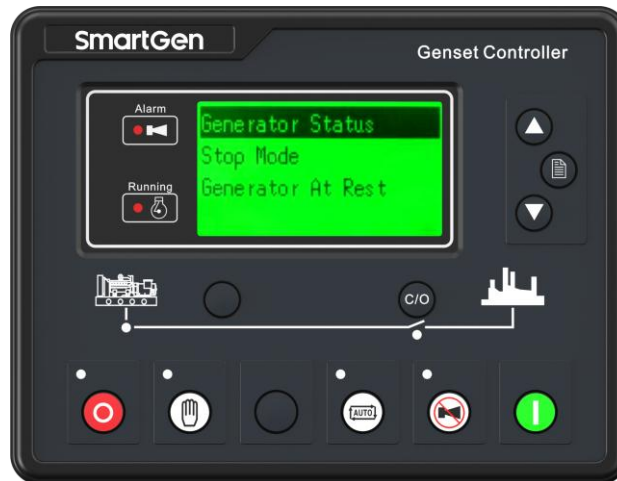 SmartGen
Genset Controller
Alarm
Generator Status
Stop Mode
Running
Generator At Rest
C/O
AUTO